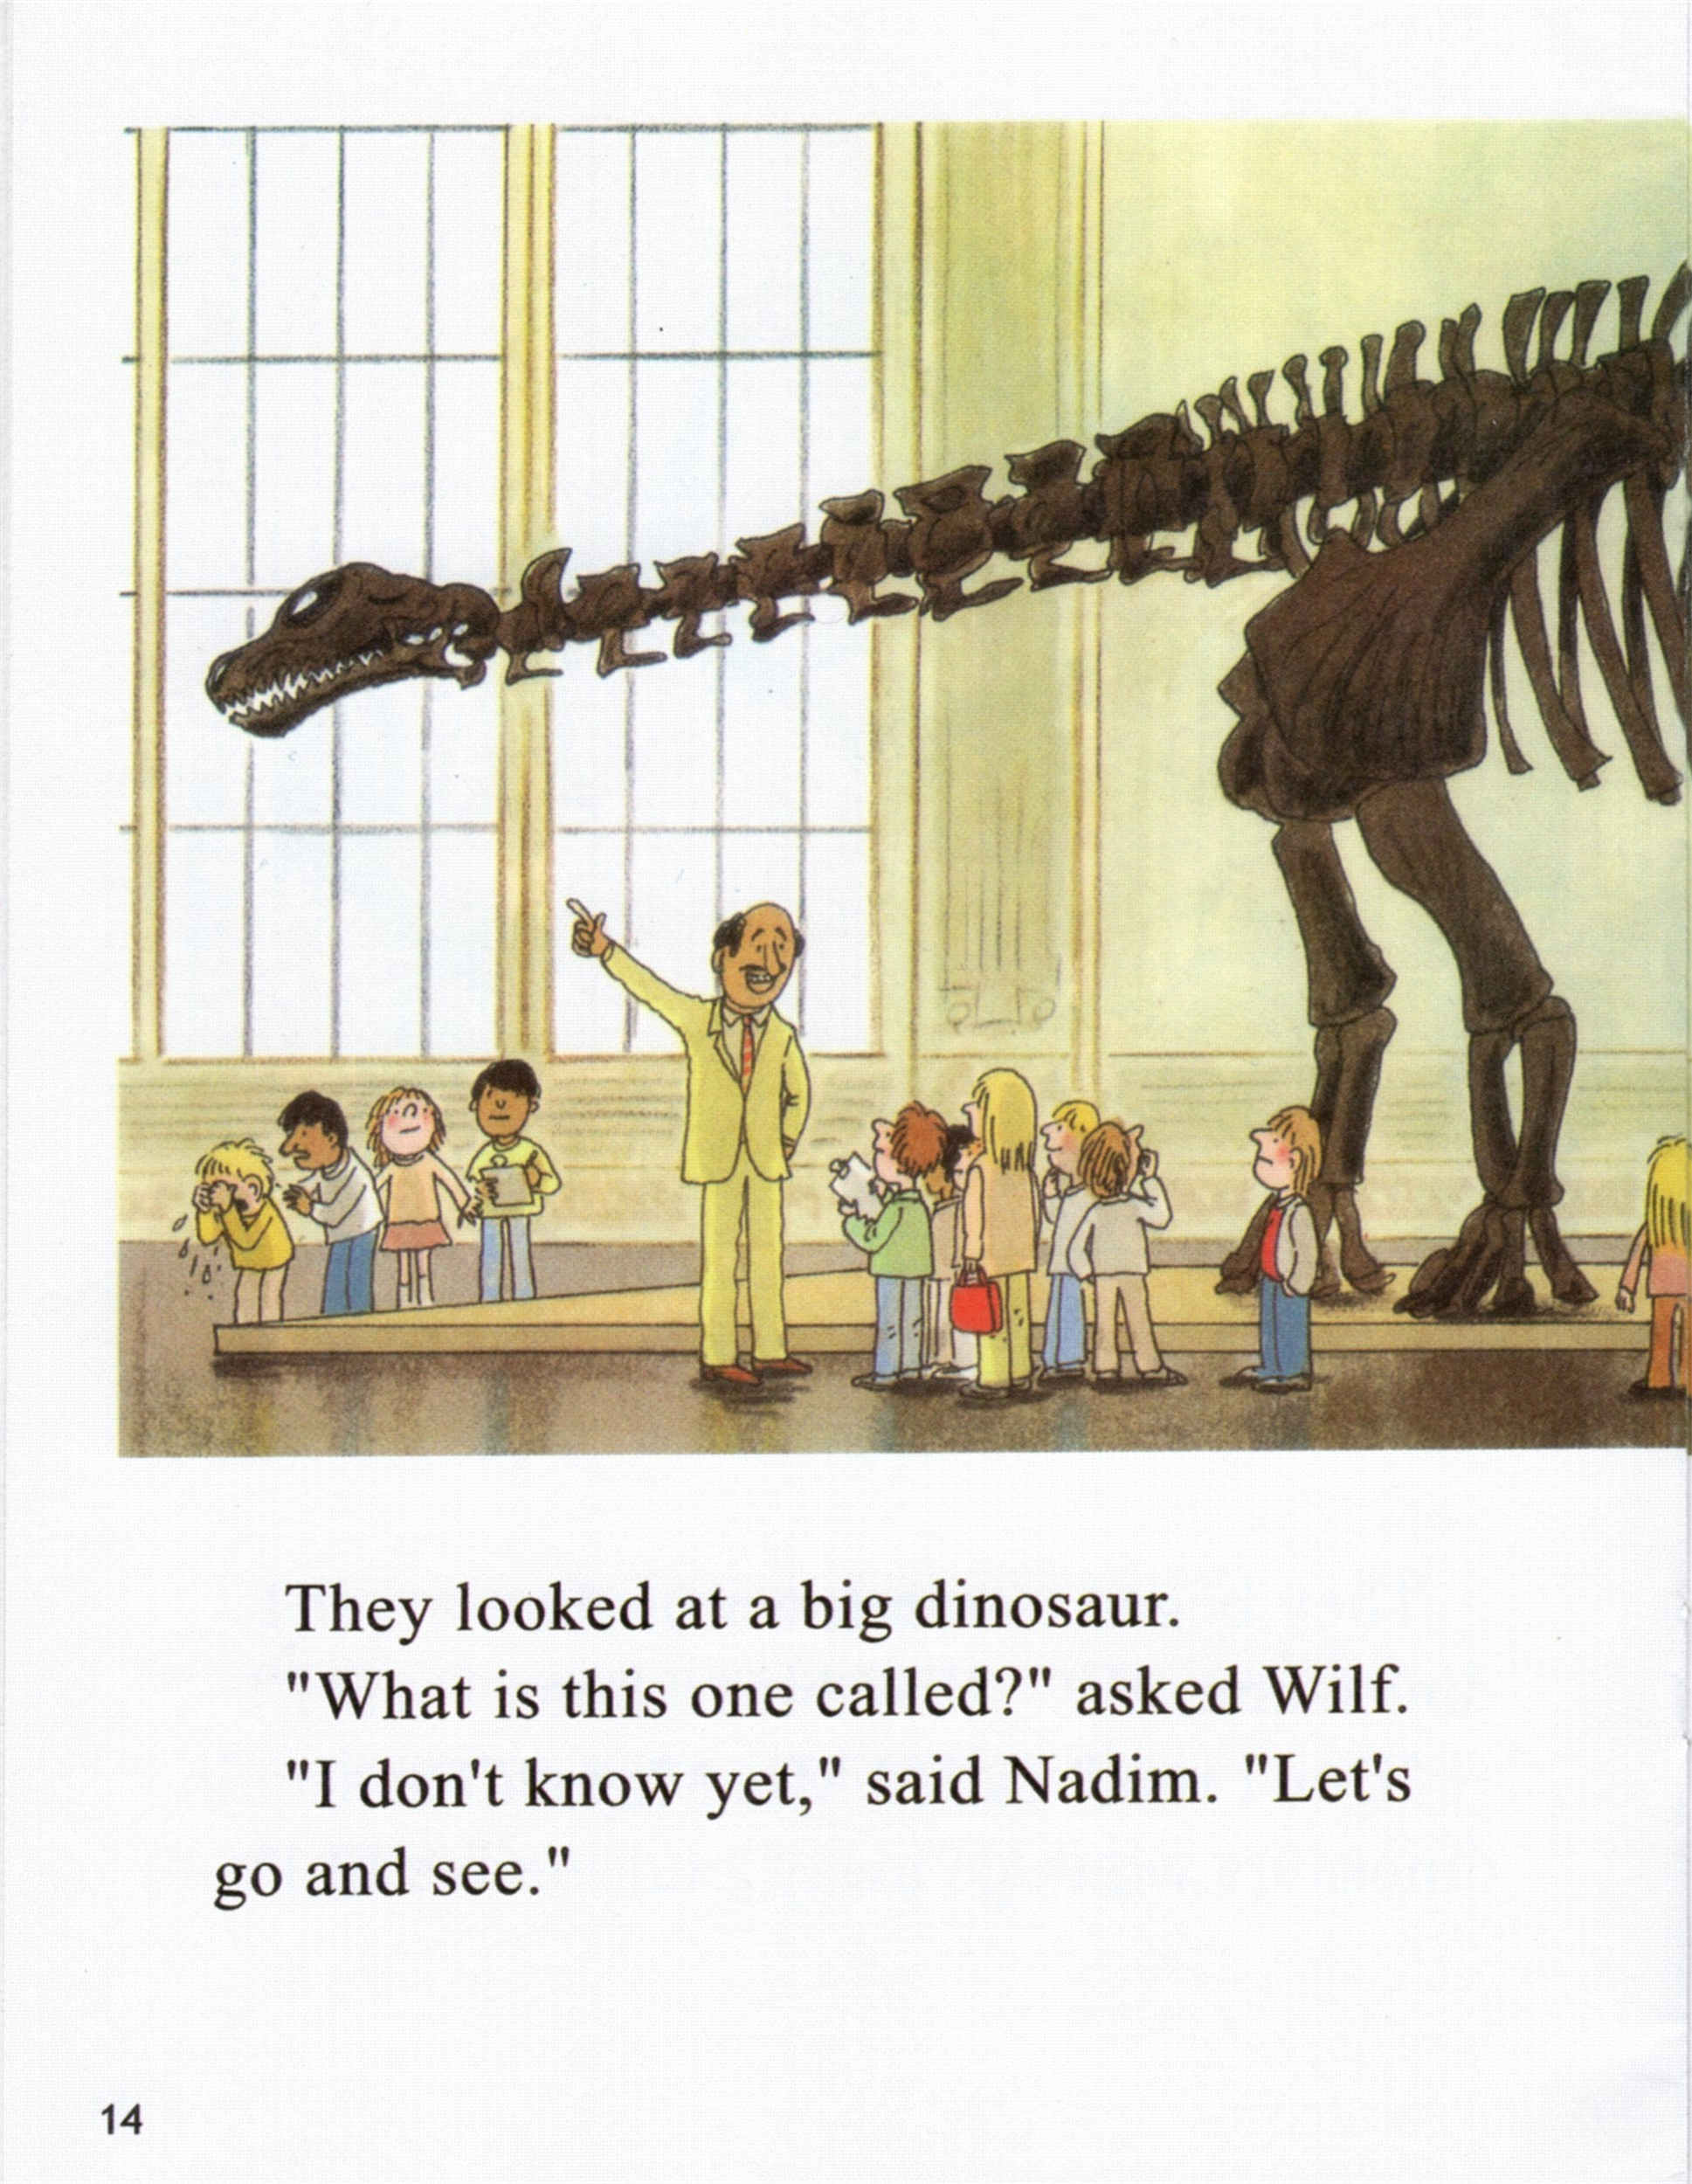 They looked at a big dinosaur.
"What is this one called?" asked Wilf.
"I don't know yet," said Nadim. "Let's
go and see."
14